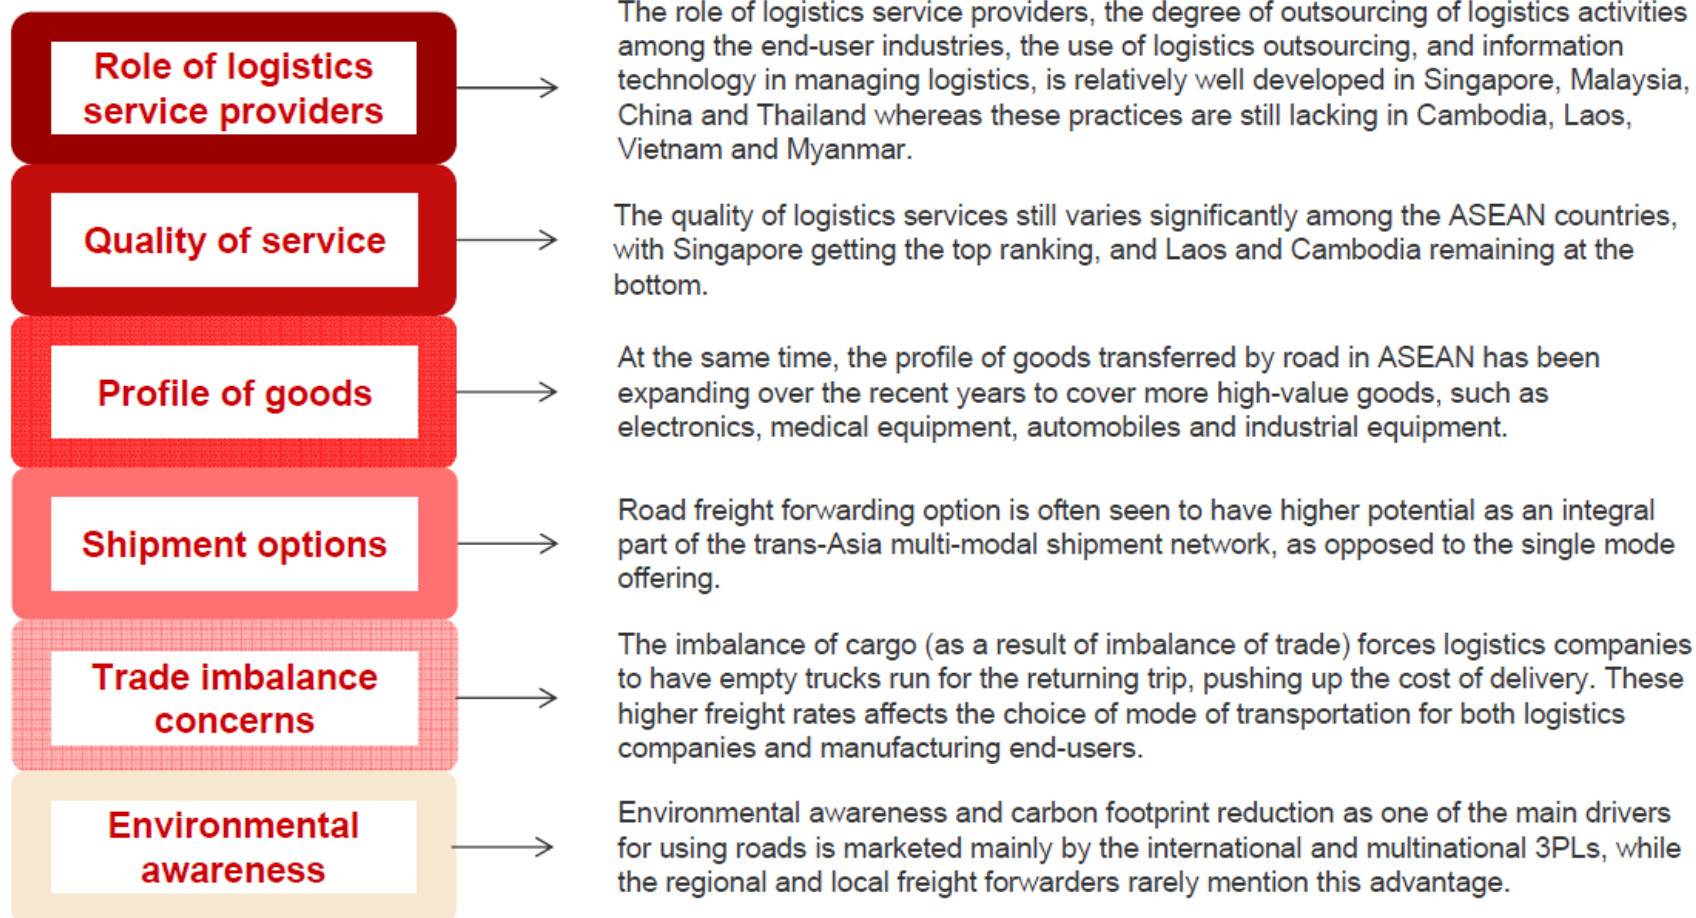 Role of logistics
service providers
The role of logistics service providers, the degree of outsourcing of logistics activities
among the end-user industries, the use of logistics outsourcing, and information
technology in managing logistics, is relatively well developed in Singapore, Malaysia,
China and Thailand whereas these practices are still lacking in Cambodia, Laos,
Vietnam and Myanmar.
Quality of service
The quality of logistics services still varies significantly among the ASEAN countries,
with Singapore getting the top ranking, and Laos and Cambodia remaining at the
bottom.
Profile of goods
At the same time, the profile of goods transferred by road in ASEAN has been
expanding over the recent years to cover more high-value goods, such as
electronics, medical equipment, automobiles and industrial equipment.
Shipment options
Road freight forwarding option is often seen to have higher potential as an integral
part of the trans-Asia multi-modal shipment network, as opposed to the single mode
offering.
Trade imbalance
concerns
The imbalance of cargo (as a result of imbalance of trade) forces logistics companies
to have empty trucks run for the returning trip, pushing up the cost of delivery. These
higher freight rates affects the choice of mode of transportation for both logistics
companies and manufacturing end-users.
Environmental
awareness
Environmental awareness and carbon footprint reduction as one of the main drivers
for using roads is marketed mainly by the international and multinational 3PLs, while
the regional and local freight forwarders rarely mention this advantage.